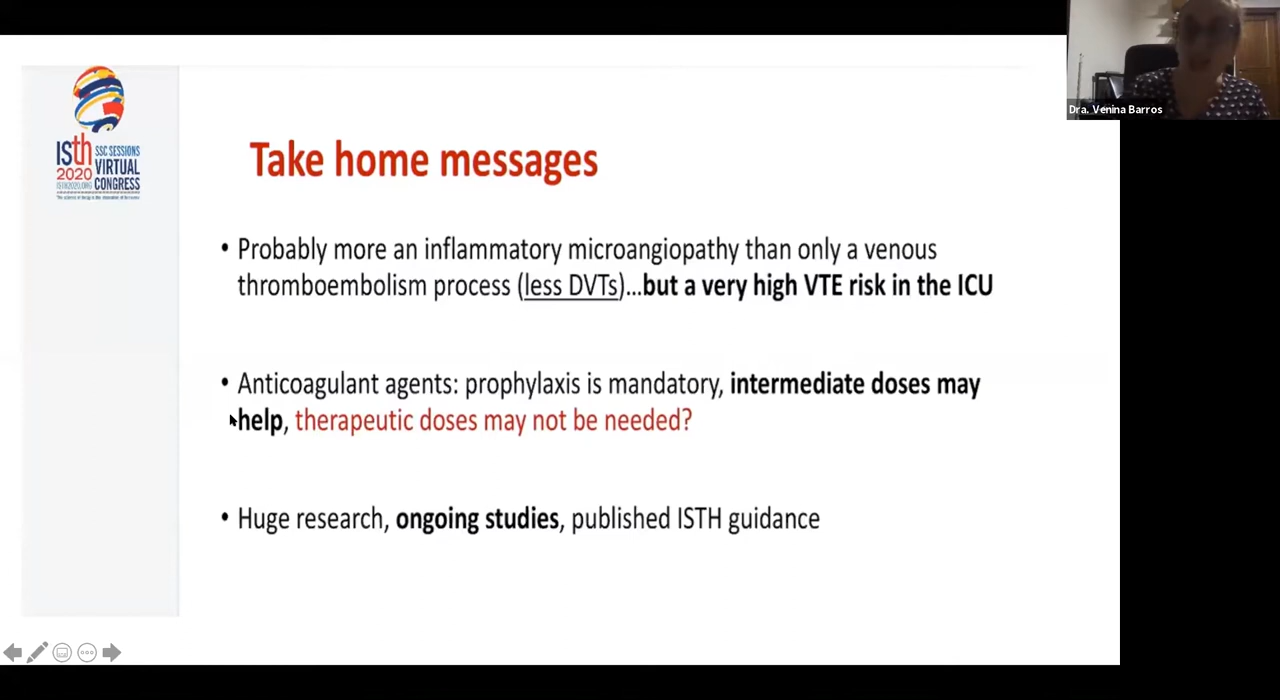 Dra. Venina Barros
isth
2020
SSC SESSIONS
VIRTUAL
CONGRESS
Take home messages
• Probably more an inflammatory microangiopathy than only a venous
thromboembolism process (less DVTs)...but a very high VTE risk in the ICU
• Anticoagulant agents: prophylaxis is mandatory, intermediate doses may
help, therapeutic doses may not be needed?
• Huge research, ongoing studies, published ISTH guidance